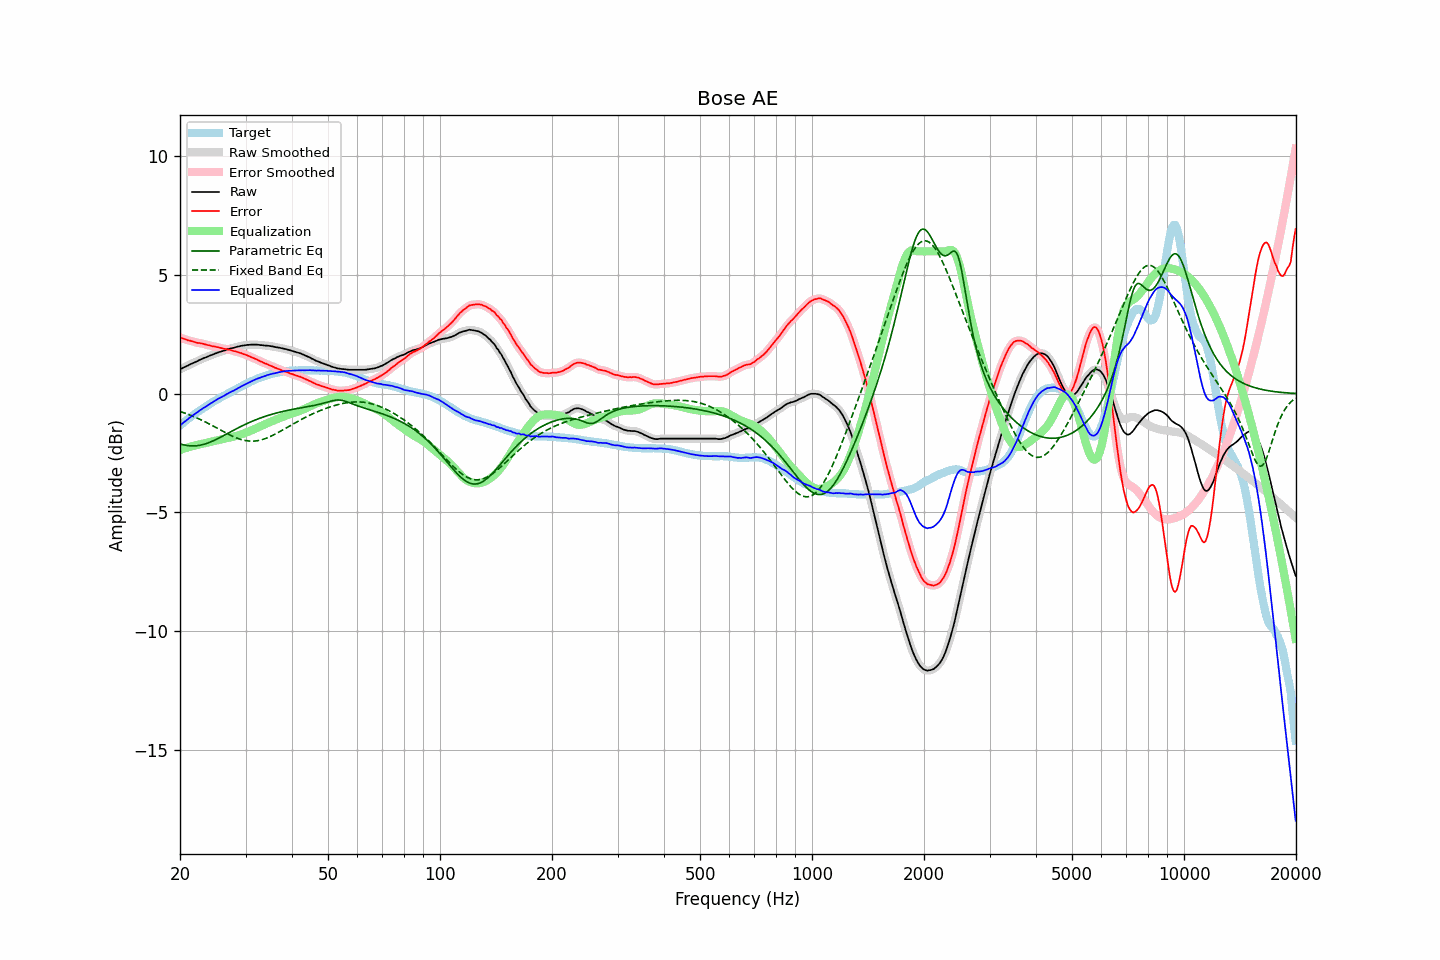 Bose AE
Target
Raw Smoothed
Error Smoothed
Raw
Error
Equalization
Parametric Eq
Fixed Band Eq
Equalized
10
5
0
−5
−10
−15
Amplitude (dBr)
20
50
100
200
500
1000
2000
5000
10000
20000
Frequency (Hz)